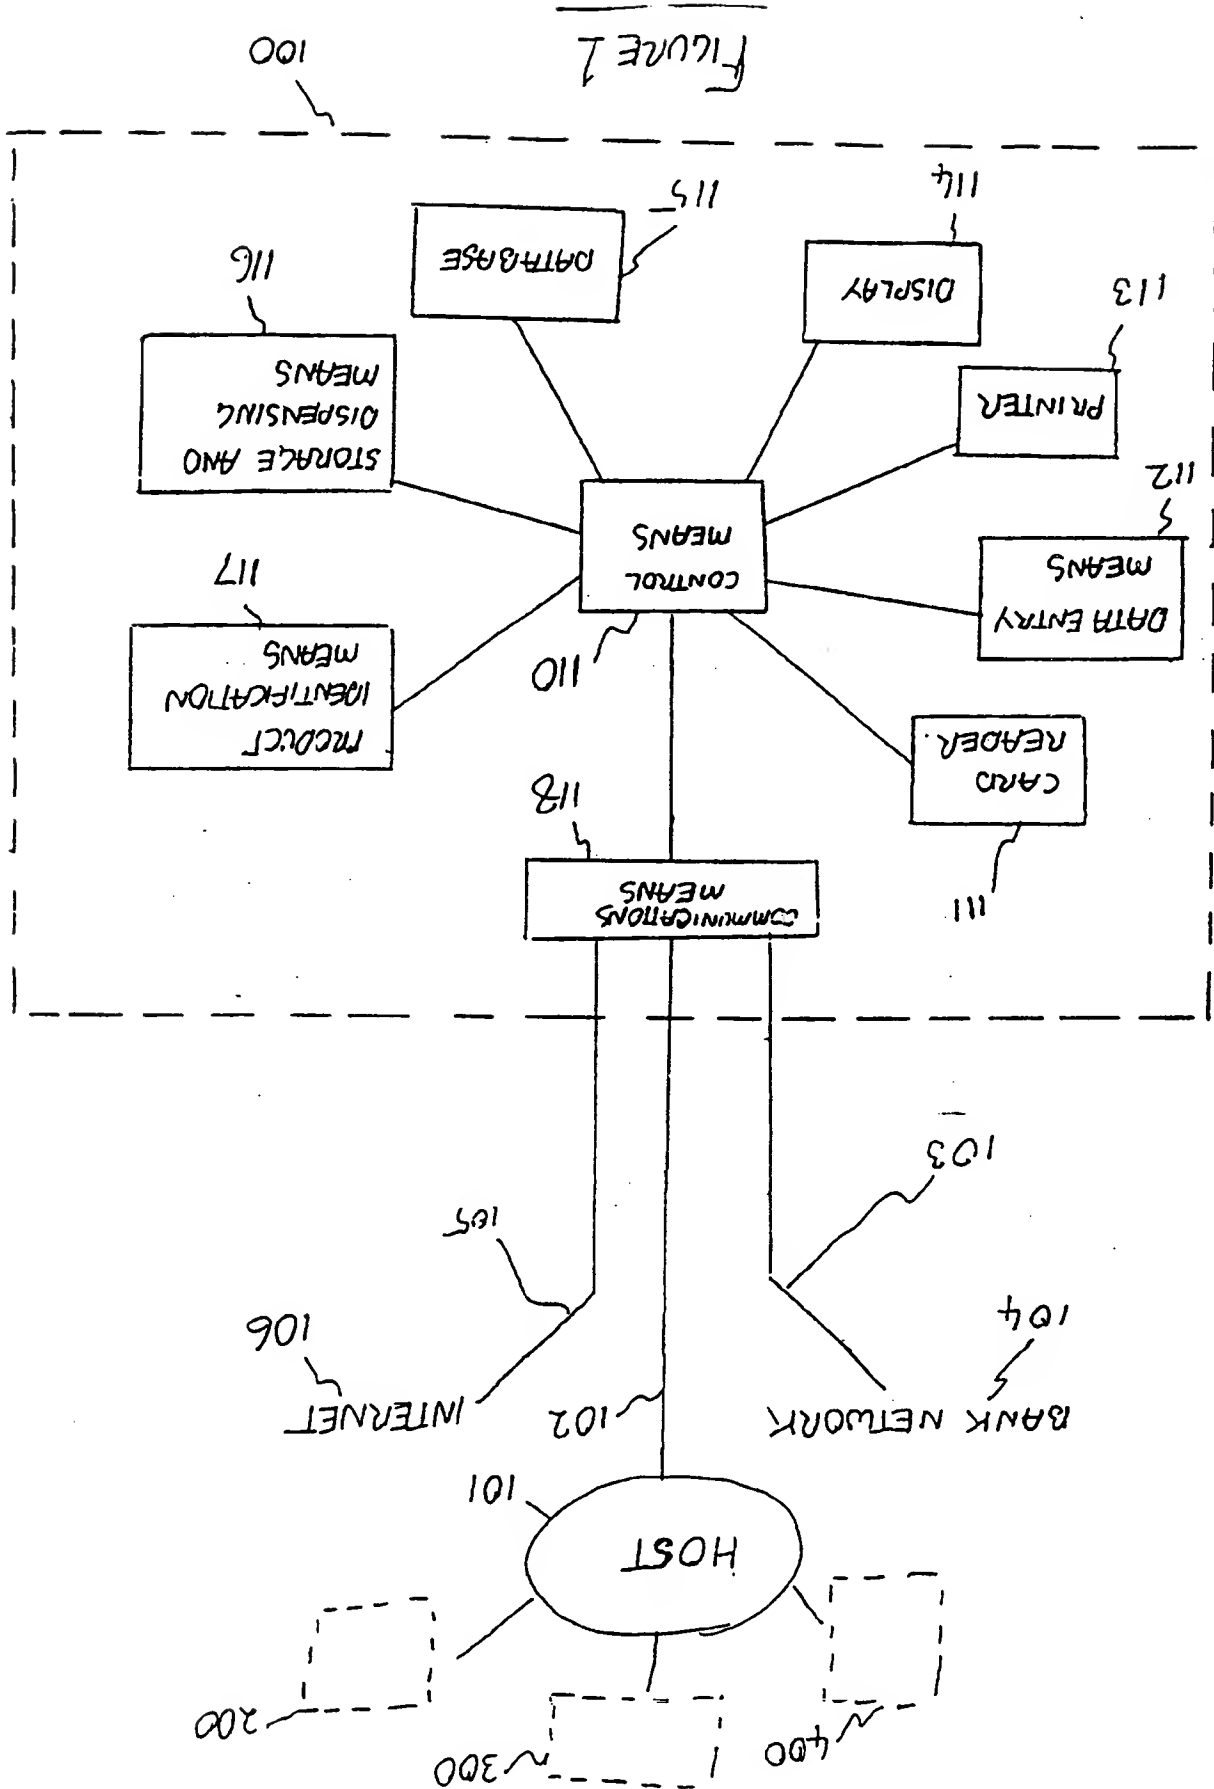 400
300
200
HOST
101
BANK NETWORK
104
102
INTERNET
106
103
105
COMMUNICATIONS
MEANS
118
111
CARD
READER
110
PRODUCT
IDENTIFICATION
MEANS
117
DATA ENTRY
MEANS
112
CONTROL
MEANS
STORAGE AND
DISPENSING
MEANS
116
PRINTER
113
DISPLAY
114
DATABASE
115
100
FIGURE 1